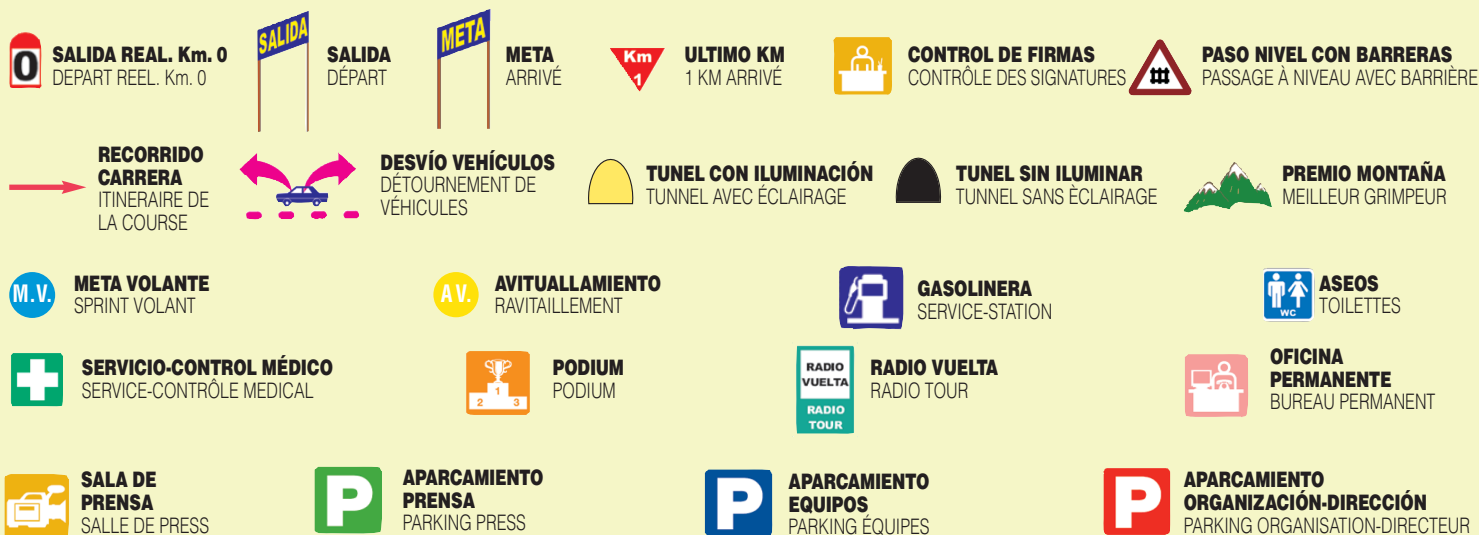 0
SALIDA REAL. Km. 0
DEPART REEL. Km. 0
SALIDA
SALIDA
DÉPART
META
META
ARRIVÉ
Km
1
ULTIMO KM
1 KM ARRIVÉ
CONTROL DE FIRMAS
CONTRÔLE DES SIGNATURES
PASO NIVEL CON BARRERAS
PASSAGE À NIVEAU AVEC BARRIÈRE
RECORRIDO
CARRERA
ITINERAIRE DE
LA COURSE
DESVÍO VEHÍCULOS
DÉTOURNEMENT DE
VÉHICULES
TUNEL CON ILUMINACIÓN
TUNNEL AVEC ÉCLAIRAGE
TUNEL SIN ILUMINAR
TUNNEL SANS ÈCLAIRAGE
PREMIO MONTAÑA
MEILLEUR GRIMPEUR
M.V.
META VOLANTE
SPRINT VOLANT
AV.
AVITUALLAMIENTO
RAVITAILLEMENT
GASOLINERA
SERVICE-STATION
WC
ASEOS
TOILETTES
SERVICIO-CONTROL MÉDICO
SERVICE-CONTRÔLE MEDICAL
1
2 3
PODIUM
PODIUM
RADIO
VUELTA
RADIO
TOUR
RADIO VUELTA
RADIO TOUR
OFICINA
PERMANENTE
BUREAU PERMANENT
SALA DE
PRENSA
SALLE DE PRESS
P
APARCAMIENTO
PRENSA
PARKING PRESS
P
APARCAMIENTO
EQUIPOS
PARKING ÉQUIPES
P
APARCAMIENTO
ORGANIZACIÓN-DIRECCIÓN
PARKING ORGANISATION-DIRECTEUR